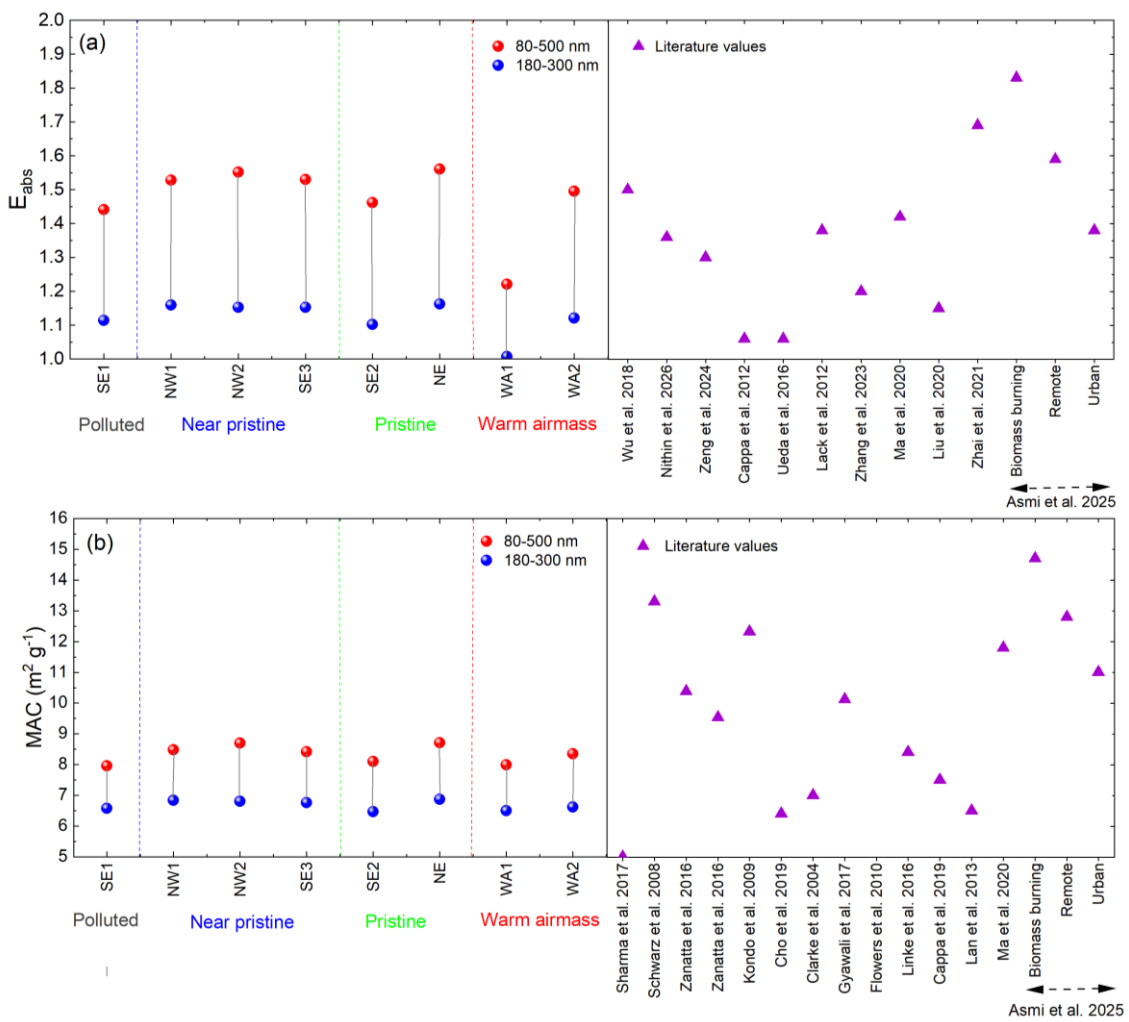 (a)
80-500 nm
180-300 nm
Literature values
2.0
1.9
1.8
1.7
1.6
1.5
1.4
1.3
1.2
1.1
1.0
E_abs
SE1
NW1
NW2
SE3
SE2
NE
WA1
WA2
Polluted
Near pristine
Pristine
Warm airmass
Wu et al. 2018
Nithin et al. 2026
Zeng et al. 2024
Cappa et al. 2012
Ueda et al. 2016
Lack et al. 2012
Zhang et al. 2023
Ma et al. 2020
Liu et al. 2020
Zhai et al. 2021
Biomass burning
Remote
Urban
Asmi et al. 2025
(b)
80-500 nm
180-300 nm
Literature values
16
15
14
13
12
11
10
9
8
7
6
5
MAC (m² g⁻¹)
SE1
NW1
NW2
SE3
SE2
NE
WA1
WA2
Polluted
Near pristine
Pristine
Warm airmass
Sharma et al. 2017
Schwarz et al. 2008
Zanatta et al. 2016
Zanatta et al. 2016
Kondo et al. 2009
Cho et al. 2019
Clarke et al. 2004
Gyawali et al. 2017
Flowers et al. 2010
Linke et al. 2016
Cappa et al. 2019
Lan et al. 2013
Ma et al. 2020
Biomass burning
Remote
Urban
Asmi et al. 2025